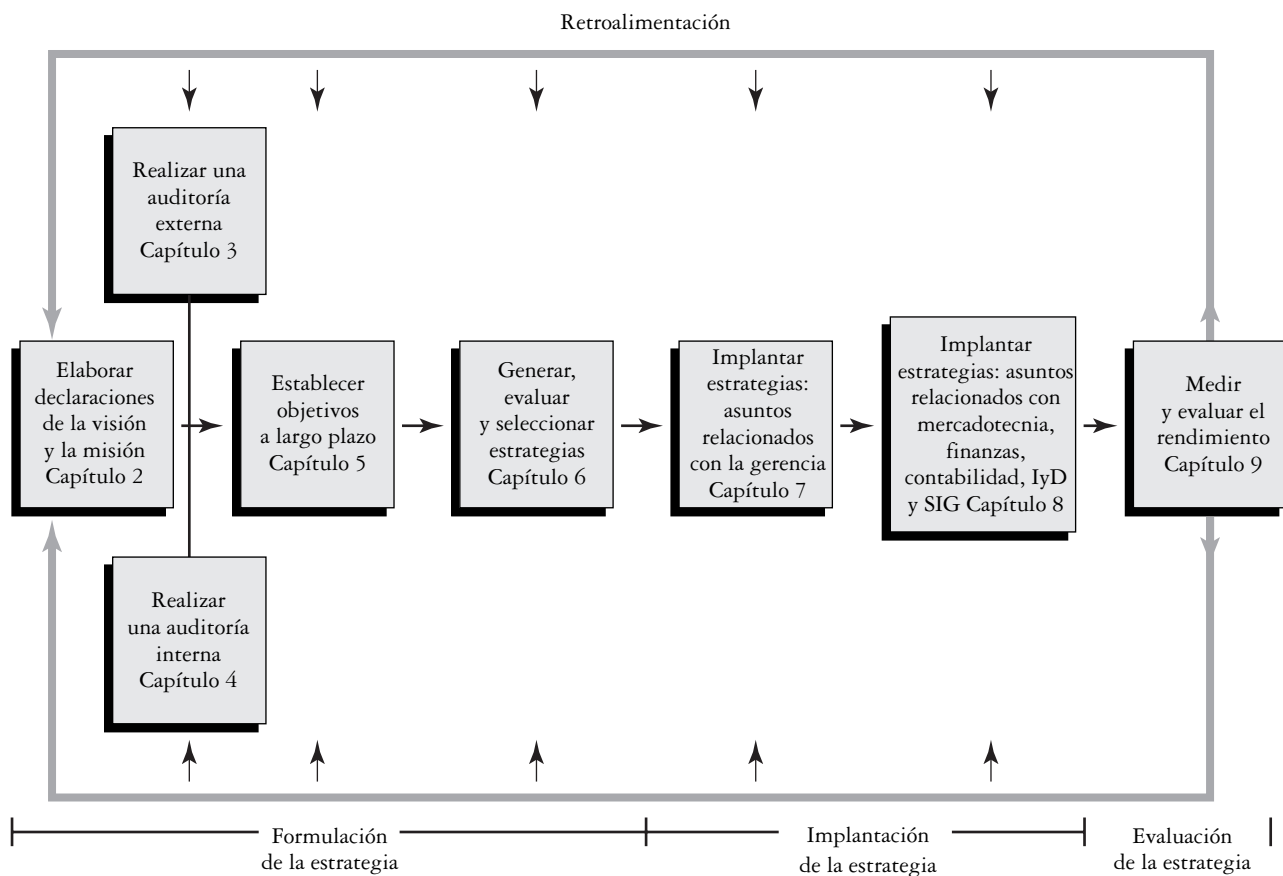 Retroalimentación
Realizar una
auditoría
externa
Capítulo 3
Elaborar
declaraciones
de la visión
y la misión
Capítulo 2
Establecer
objetivos
a largo plazo
Capítulo 5
Generar,
evaluar
y seleccionar
estrategias
Capítulo 6
Implantar
estrategias:
asuntos
relacionados
con la gerencia
Capítulo 7
Implantar
estrategias: asuntos
relacionados con
mercadotecnia,
finanzas,
contabilidad, IyD
y SIG Capítulo 8
Medir
y evaluar el
rendimiento
Capítulo 9
Realizar
una auditoría
interna
Capítulo 4
Formulación
de la estrategia
Implantación
de la estrategia
Evaluación
de la estrategia